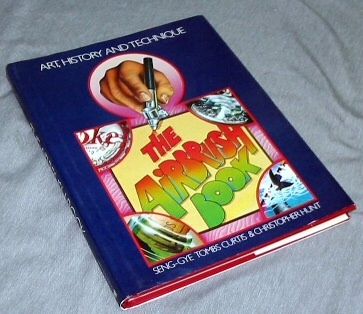 ART, HISTORY AND TECHNIQUE
THE
AIRBRUSH
BOOK
SENG-GYE TOMBS CURTIS & CHRISTOPHER HUNT